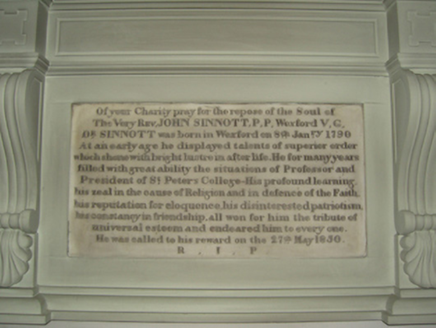 Of your Charity pray for the repose of the Soul of
The Very Rev. JOHN SINNOTT, P, P, Wexford V, G,
Dr SINNOTT was born in Wexford on 8th Janry 1790
At an early age he displayed talents of superior order
which shone with bright lustre in after life. He for many years
filled with great ability the situations of Professor and
President of St Peters College - His profound learning,
his zeal in the cause of Religion and in defence of the Faith,
his reputation for eloquence, his disinterested patriotism,
his constancy in friendship, all won for him the tribute of
universal esteem and endeared him to every one.
He was called to his reward on the 27th May 1850.
R. I. P